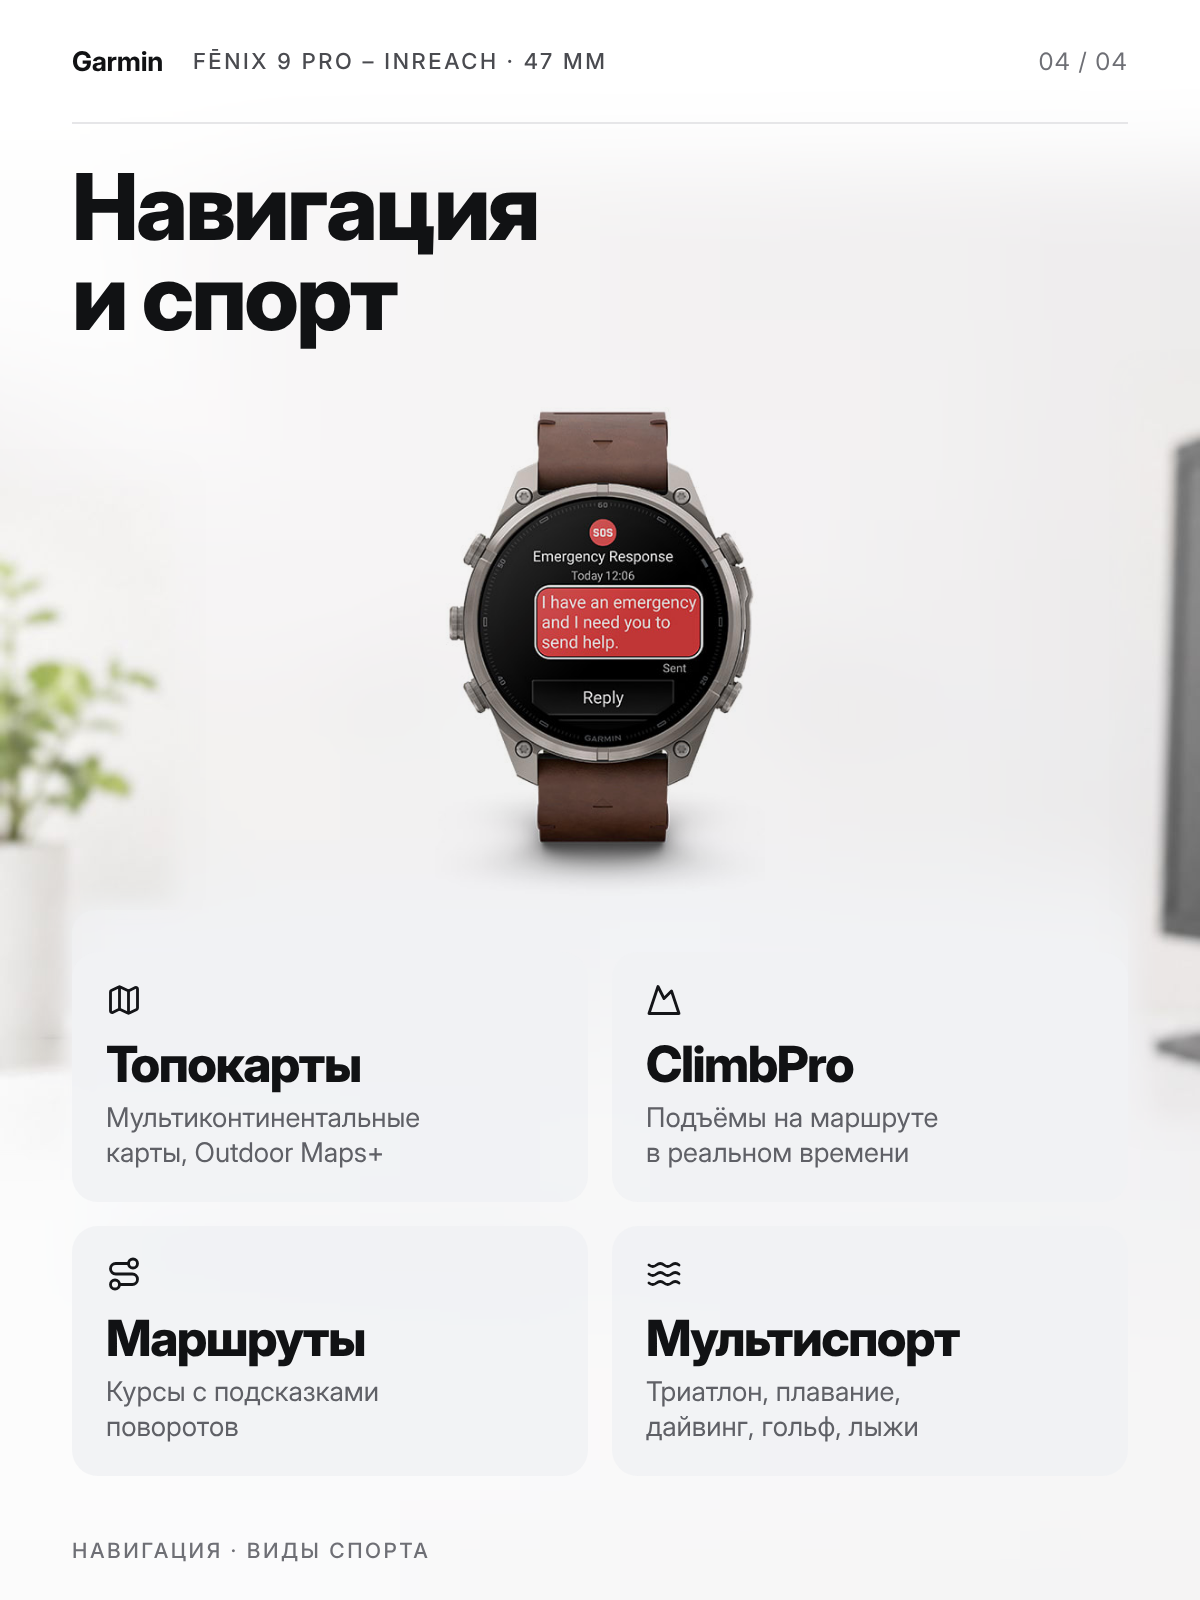 Garmin FĒNIX 9 PRO – INREACH · 47 MM 04 / 04
Навигация
и спорт
60
SOS
Emergency Response
Today 12:06
I have an emergency
and I need you to
send help.
Sent
Reply
GARMIN
Топокарты
Мультиконтинентальные
карты, Outdoor Maps+
ClimbPro
Подъёмы на маршруте
в реальном времени
Маршруты
Курсы с подсказками
поворотов
Мультиспорт
Триатлон, плавание,
дайвинг, гольф, лыжи
НАВИГАЦИЯ · ВИДЫ СПОРТА